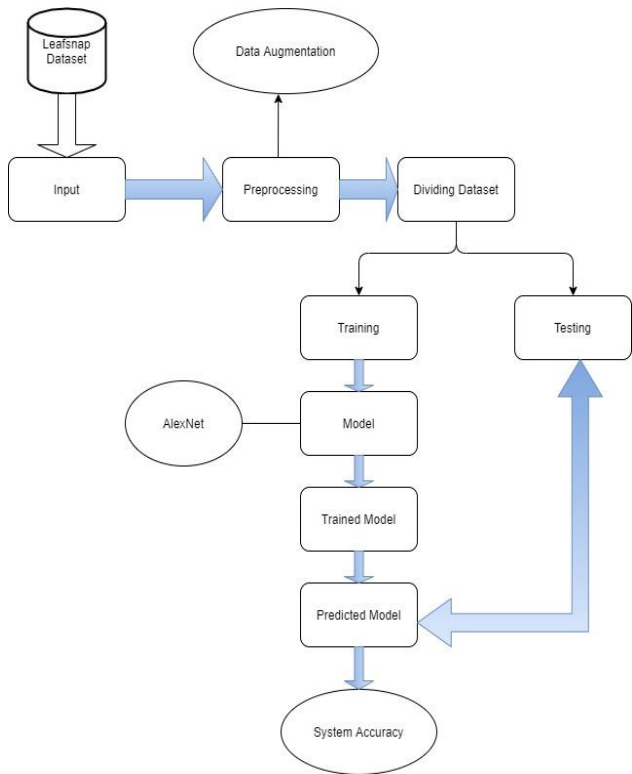 Leafsnap
Dataset
Data Augmentation
Input
Preprocessing
Dividing Dataset
Training
Testing
AlexNet
Model
Trained Model
Predicted Model
System Accuracy